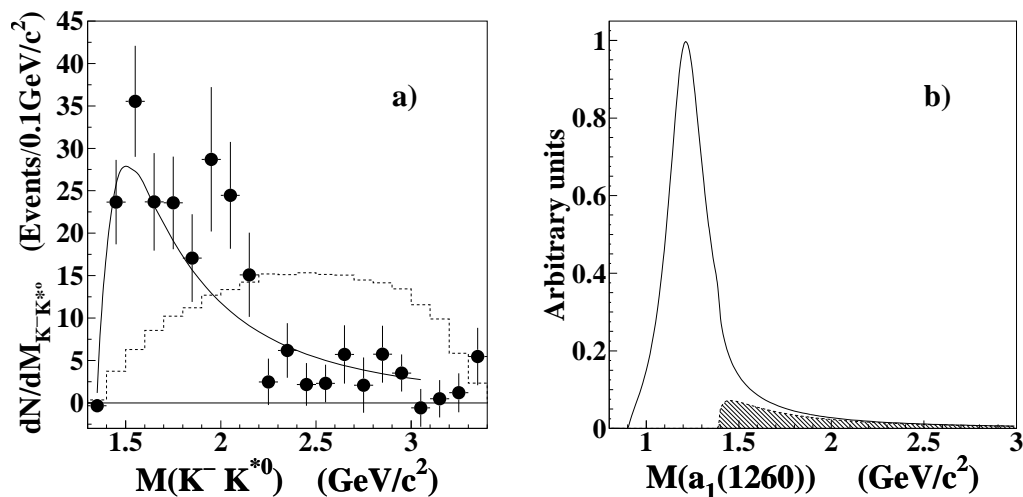 dN/dM_{K⁻K*⁰} (Events/0.1GeV/c²)
45
40
35
30
25
20
15
10
5
0
a)
1.5 2 2.5 3
M(K⁻ K*⁰) (GeV/c²)
Arbitrary units
1
0.8
0.6
0.4
0.2
0
b)
1 1.5 2 2.5 3
M(a₁(1260)) (GeV/c²)